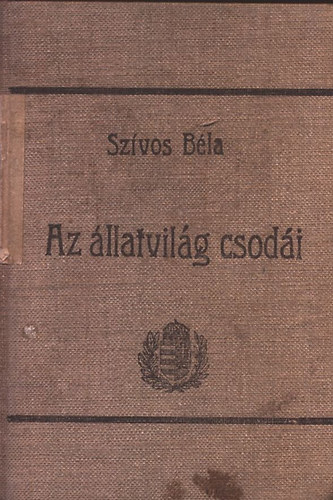 Szívos Béla
Az állatvilág csodái